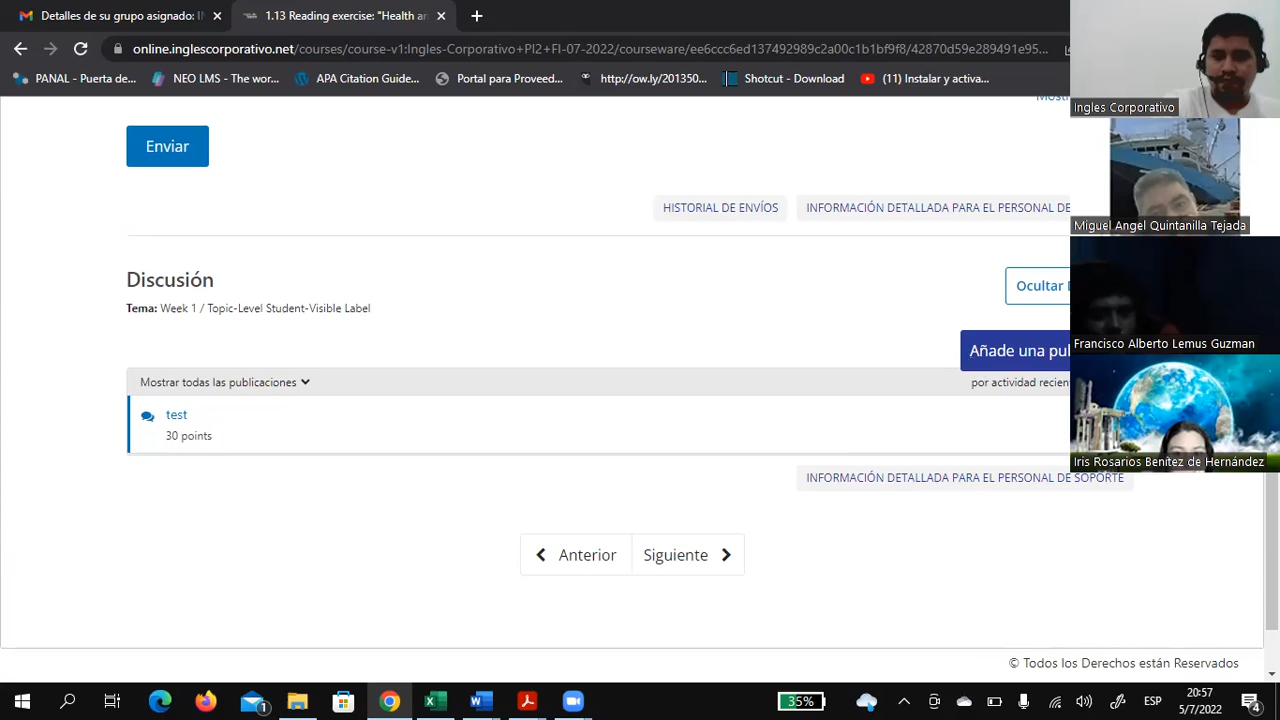 Detalles de su grupo asignado: I
1.13 Reading exercise: "Health an
online.inglescorporativo.net/courses/course-v1:Ingles-Corporativo+PI2+FI-07-2022/courseware/ee6ccc6ed137492989c2a00c1b1bf9f8/42870d59e289491e95...
PANAL - Puerta de...
NEO LMS - The wor...
APA Citation Guide...
Portal para Proveed...
http://ow.ly/201350...
Shotcut - Download
(11) Instalar y activa...
Enviar
HISTORIAL DE ENVÍOS
INFORMACIÓN DETALLADA PARA EL PERSONAL DE
Discusión
Tema: Week 1 / Topic-Level Student-Visible Label
Ocultar
Añade una pu
Mostrar todas las publicaciones
por actividad recien
test
30 points
INFORMACIÓN DETALLADA PARA EL PERSONAL DE SOPORTE
Anterior
Siguiente
© Todos los Derechos están Reservados
Ingles Corporativo
Miguel Angel Quintanilla Tejada
Francisco Alberto Lemus Guzman
Iris Rosarios Benítez de Hernández
1
35%
ESP
20:57
5/7/2022
4